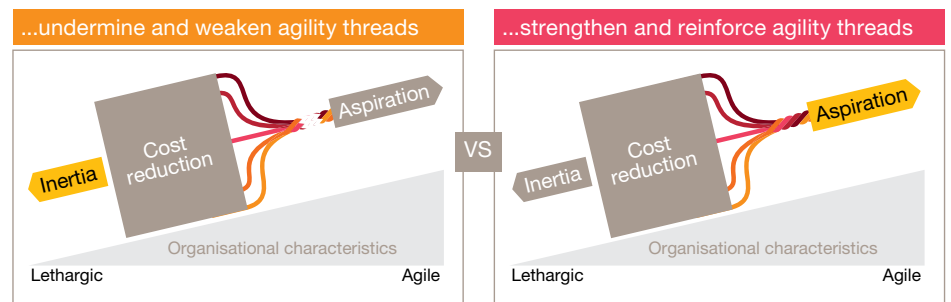 ...undermine and weaken agility threads
Aspiration
Cost
reduction
Inertia
Organisational characteristics
Lethargic
Agile
VS
...strengthen and reinforce agility threads
Aspiration
Cost
reduction
Inertia
Organisational characteristics
Lethargic
Agile